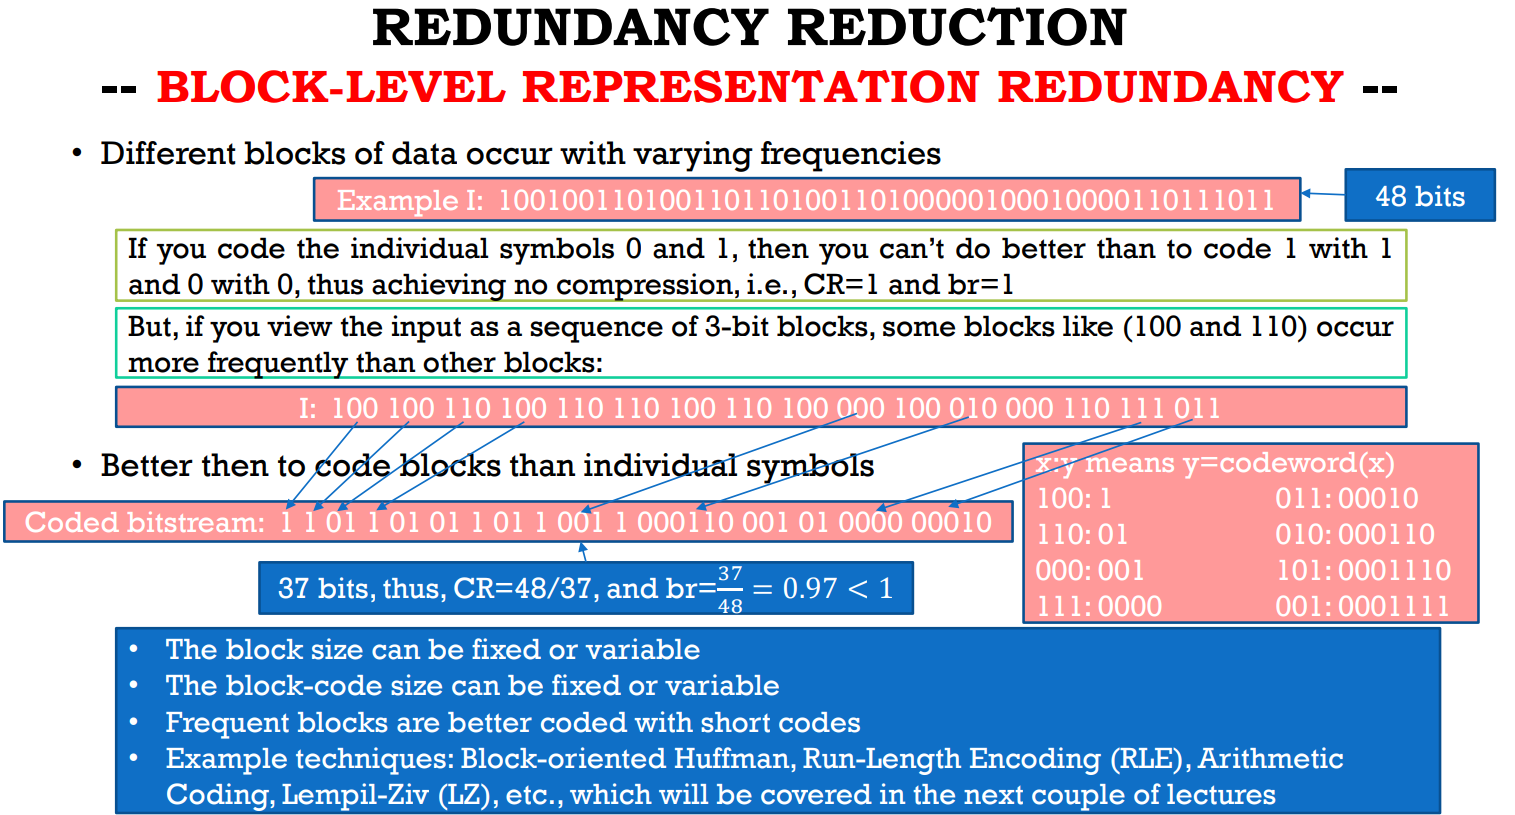 REDUNDANCY REDUCTION
-- BLOCK-LEVEL REPRESENTATION REDUNDANCY --
• Different blocks of data occur with varying frequencies
Example I: 100100110100110110100110100000100010000110111011
48 bits
If you code the individual symbols 0 and 1, then you can't do better than to code 1 with 1
and 0 with 0, thus achieving no compression, i.e., CR=1 and br=1
But, if you view the input as a sequence of 3-bit blocks, some blocks like (100 and 110) occur
more frequently than other blocks:
I: 100 100 110 100 110 110 100 110 100 000 100 010 000 110 111 011
• Better then to code blocks than individual symbols
Coded bitstream: 1 1 01 1 01 01 1 01 1 001 1 000110 001 01 0000 00010
37 bits, thus, CR=48/37, and br=37/48 = 0.97 < 1
x:y means y=codeword(x)
100: 1 011: 00010
110: 01 010: 000110
000: 001 101: 0001110
111: 0000 001: 0001111
• The block size can be fixed or variable
• The block-code size can be fixed or variable
• Frequent blocks are better coded with short codes
• Example techniques: Block-oriented Huffman, Run-Length Encoding (RLE), Arithmetic
Coding, Lempil-Ziv (LZ), etc., which will be covered in the next couple of lectures